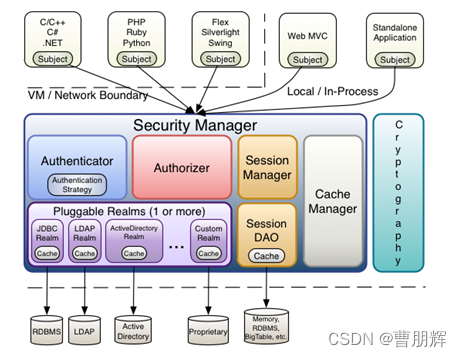 C/C++
C#
.NET
Subject
PHP
Ruby
Python
Subject
Flex
Silverlight
Swing
Subject
Web MVC
Subject
Standalone
Application
Subject
VM / Network Boundary
Local / In-Process
Security Manager
Authenticator
Authentication
Strategy
Authorizer
Session
Manager
Cache
Manager
Cryptography
Pluggable Realms (1 or more)
JDBC
Realm
Cache
LDAP
Realm
Cache
ActiveDirectory
Realm
Cache
...
Custom
Realm
Cache
Session
DAO
Cache
RDBMS
LDAP
Active
Directory
Proprietary
Memory,
RDBMS,
BigTable, etc.
CSDN @曹朋辉